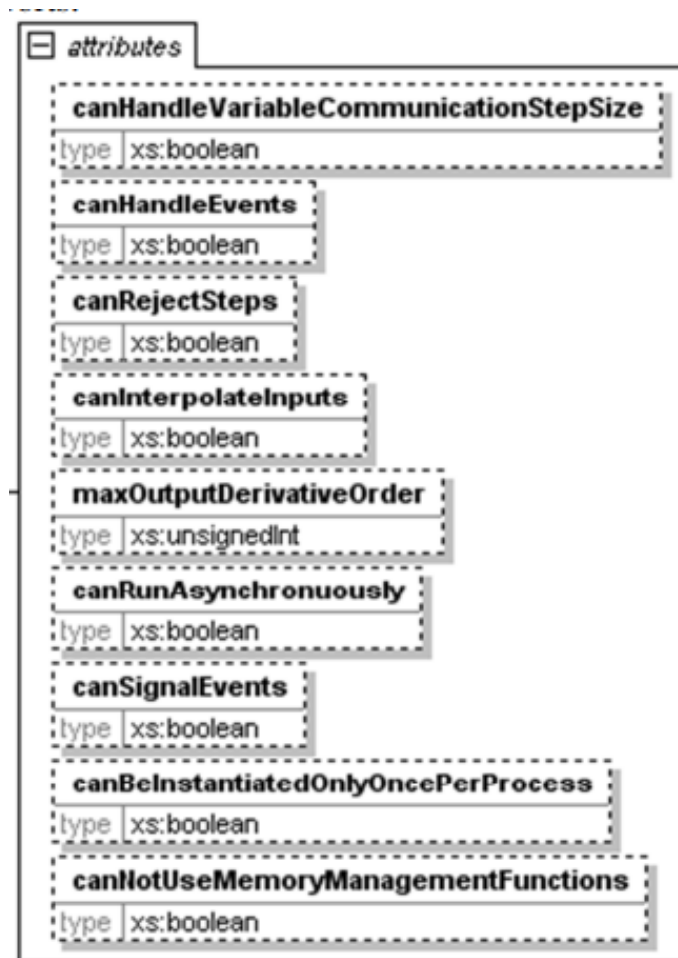 attributes
canHandleVariableCommunicationStepSize
type xs:boolean
canHandleEvents
type xs:boolean
canRejectSteps
type xs:boolean
canInterpolateInputs
type xs:boolean
maxOutputDerivativeOrder
type xs:unsignedInt
canRunAsynchronuously
type xs:boolean
canSignalEvents
type xs:boolean
canBeInstantiatedOnlyOncePerProcess
type xs:boolean
canNotUseMemoryManagementFunctions
type xs:boolean